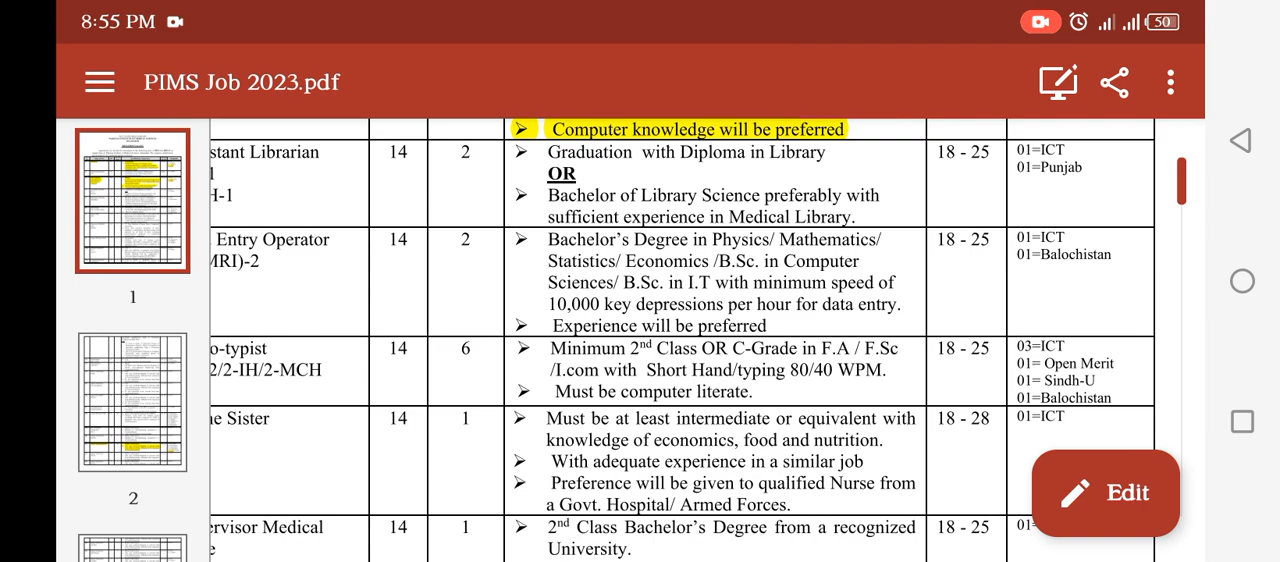 8:55 PM
50
PIMS Job 2023.pdf
➢ Computer knowledge will be preferred
stant Librarian 14 2 ➢ Graduation with Diploma in Library 18 - 25 01=ICT
01=Punjab
OR
H-1 ➢ Bachelor of Library Science preferably with
sufficient experience in Medical Library.
Entry Operator 14 2 ➢ Bachelor's Degree in Physics/ Mathematics/ 18 - 25 01=ICT
MRI)-2 Statistics/ Economics /B.Sc. in Computer 01=Balochistan
Sciences/ B.Sc. in I.T with minimum speed of
10,000 key depressions per hour for data entry.
➢ Experience will be preferred
o-typist 14 6 ➢ Minimum 2nd Class OR C-Grade in F.A / F.Sc 18 - 25 03=ICT
2/2-IH/2-MCH /I.com with Short Hand/typing 80/40 WPM. 01= Open Merit
➢ Must be computer literate. 01= Sindh-U
01=Balochistan
ne Sister 14 1 ➢ Must be at least intermediate or equivalent with 18 - 28 01=ICT
knowledge of economics, food and nutrition.
➢ With adequate experience in a similar job
➢ Preference will be given to qualified Nurse from
a Govt. Hospital/ Armed Forces.
ervisor Medical 14 1 ➢ 2nd Class Bachelor's Degree from a recognized 18 - 25 01=
e University.
1
2
Edit